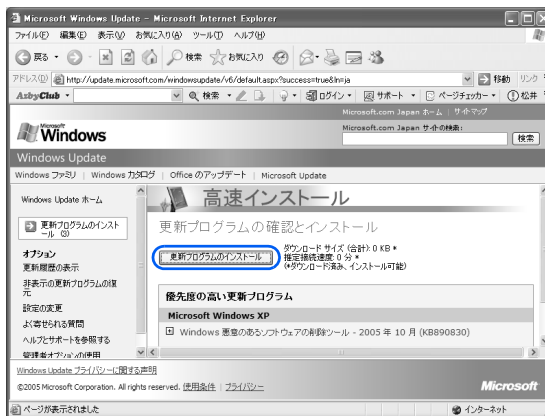 Microsoft Windows Update - Microsoft Internet Explorer
ファイル(F) 編集(E) 表示(V) お気に入り(A) ツール(T) ヘルプ(H)
戻る 検索 お気に入り
アドレス(D) http://update.microsoft.com/windowsupdate/v6/default.aspx?success=true&ln=ja 移動 リンク
AzbyClub 検索 ログイン サポート ページチェッカー 松井
Microsoft.com Japan ホーム | サイトマップ
Microsoft Windows
Microsoft.com Japan サイトの検索:
検索
Windows Update
Windows ファミリ | Windows カタログ | Office のアップデート | Microsoft Update
Windows Update ホーム
更新プログラムのインストール (3)
オプション
更新履歴の表示
非表示の更新プログラムの復元
設定の変更
よく寄せられる質問
ヘルプとサポートを参照する
管理者オプションの使用
高速インストール
更新プログラムの確認とインストール
更新プログラムのインストール
ダウンロード サイズ (合計): 0 KB *
推定接続速度: 0 分 *
(*ダウンロード済み、インストール可能)
優先度の高い更新プログラム
Microsoft Windows XP
Windows 悪意のあるソフトウェアの削除ツール - 2005 年 10 月 (KB890830)
Windows Update プライバシーに関する声明
©2005 Microsoft Corporation. All rights reserved. 使用条件 | プライバシー
Microsoft
ページが表示されました
インターネット